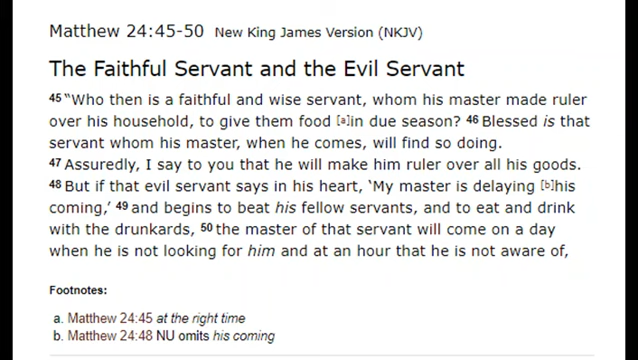 Matthew 24:45-50 New King James Version (NKJV)
The Faithful Servant and the Evil Servant
45 “Who then is a faithful and wise servant, whom his master made ruler
over his household, to give them food [a]in due season? 46 Blessed is that
servant whom his master, when he comes, will find so doing.
47 Assuredly, I say to you that he will make him ruler over all his goods.
48 But if that evil servant says in his heart, ‘My master is delaying [b]his
coming,’ 49 and begins to beat his fellow servants, and to eat and drink
with the drunkards, 50 the master of that servant will come on a day
when he is not looking for him and at an hour that he is not aware of,
Footnotes:
a. Matthew 24:45 at the right time
b. Matthew 24:48 NU omits his coming